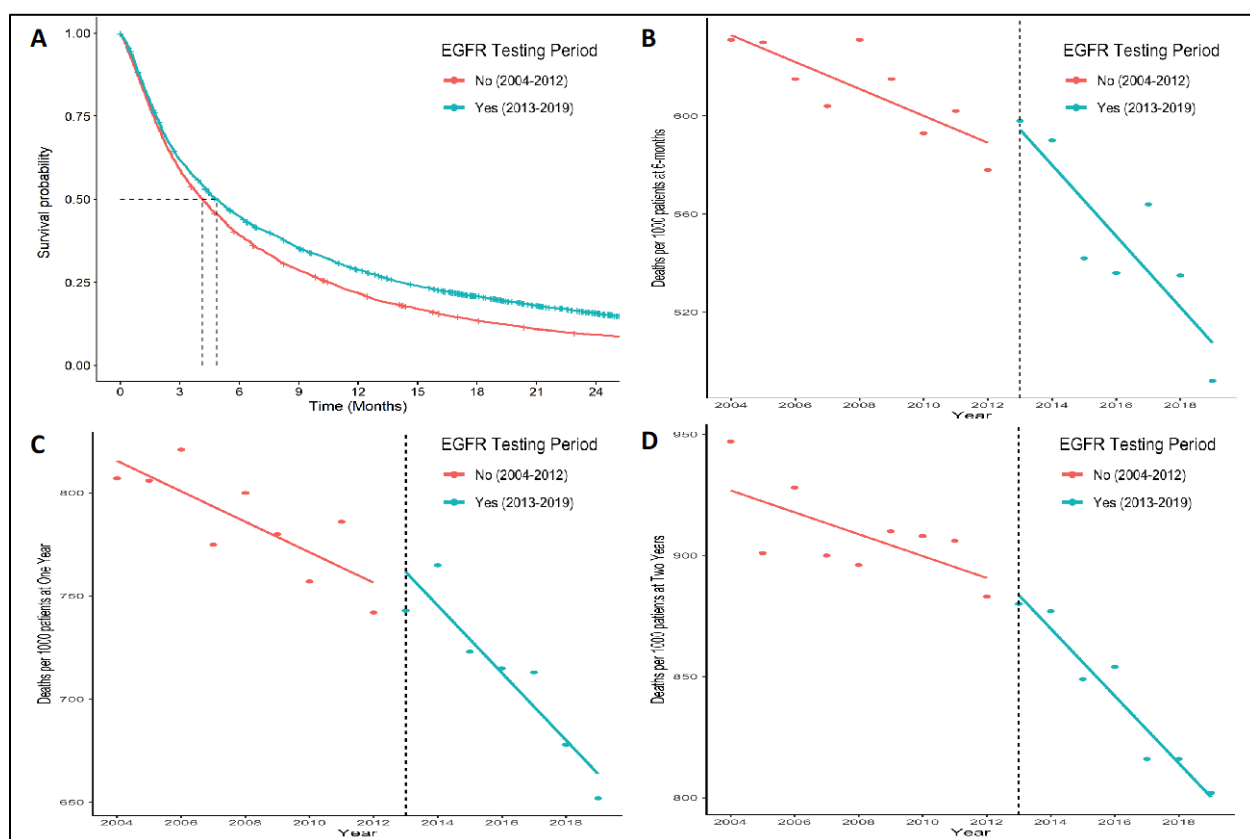 A
EGFR Testing Period
No (2004-2012)
Yes (2013-2019)
Survival probability
1.00
0.75
0.50
0.25
0.00
0 3 6 9 12 15 18 21 24
Time (Months)
B
EGFR Testing Period
No (2004-2012)
Yes (2013-2019)
Deaths per 1000 patients at 6-months
600
560
520
2004 2006 2008 2010 2012 2014 2016 2018
Year
C
EGFR Testing Period
No (2004-2012)
Yes (2013-2019)
Deaths per 1000 patients at One Year
800
750
700
650
2004 2006 2008 2010 2012 2014 2016 2018
Year
D
EGFR Testing Period
No (2004-2012)
Yes (2013-2019)
Deaths per 1000 patients at Two Years
950
900
850
800
2004 2006 2008 2010 2012 2014 2016 2018
Year